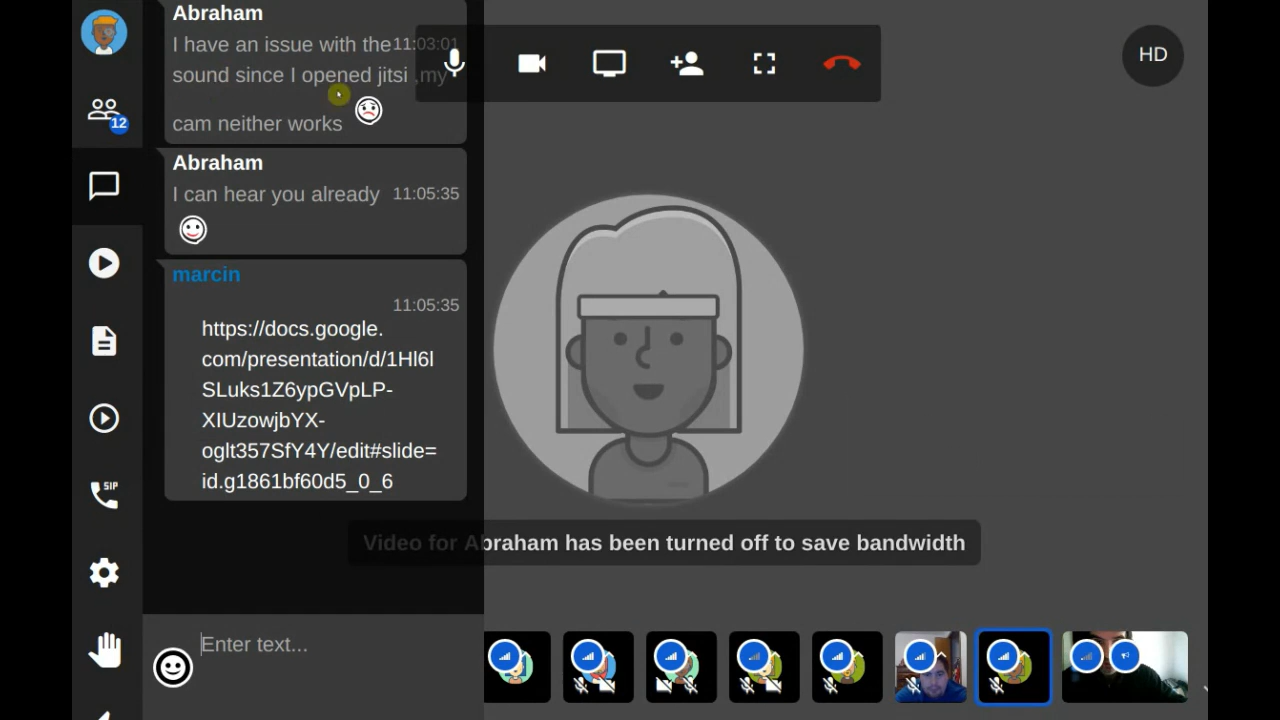 Abraham
I have an issue with the 11:03:01
sound since I opened jitsi ,my
cam neither works
Abraham
I can hear you already 11:05:35
marcin
11:05:35
https://docs.google.
com/presentation/d/1Hl6l
SLuks1Z6ypGVpLP-
XIUzowjbYX-
oglt357SfY4Y/edit#slide=
id.g1861bf60d5_0_6
12
SIP
HD
Video for Abraham has been turned off to save bandwidth
Enter text...